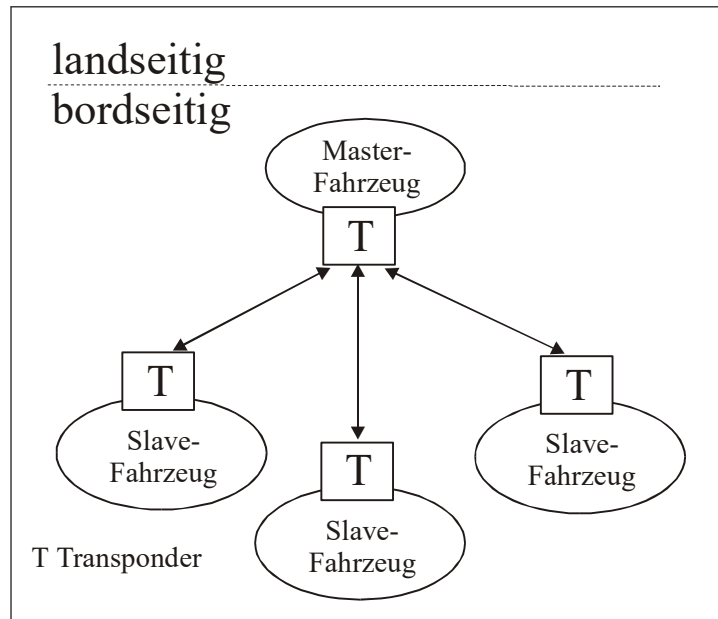 landseitig
bordseitig
Master-
Fahrzeug
T
T
Slave-
Fahrzeug
T
Slave-
Fahrzeug
T
Slave-
Fahrzeug
T Transponder